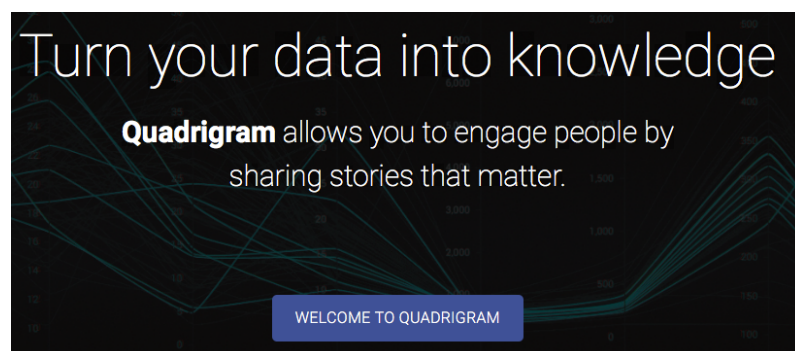 Turn your data into knowledge
Quadrigram allows you to engage people by
sharing stories that matter.
WELCOME TO QUADRIGRAM